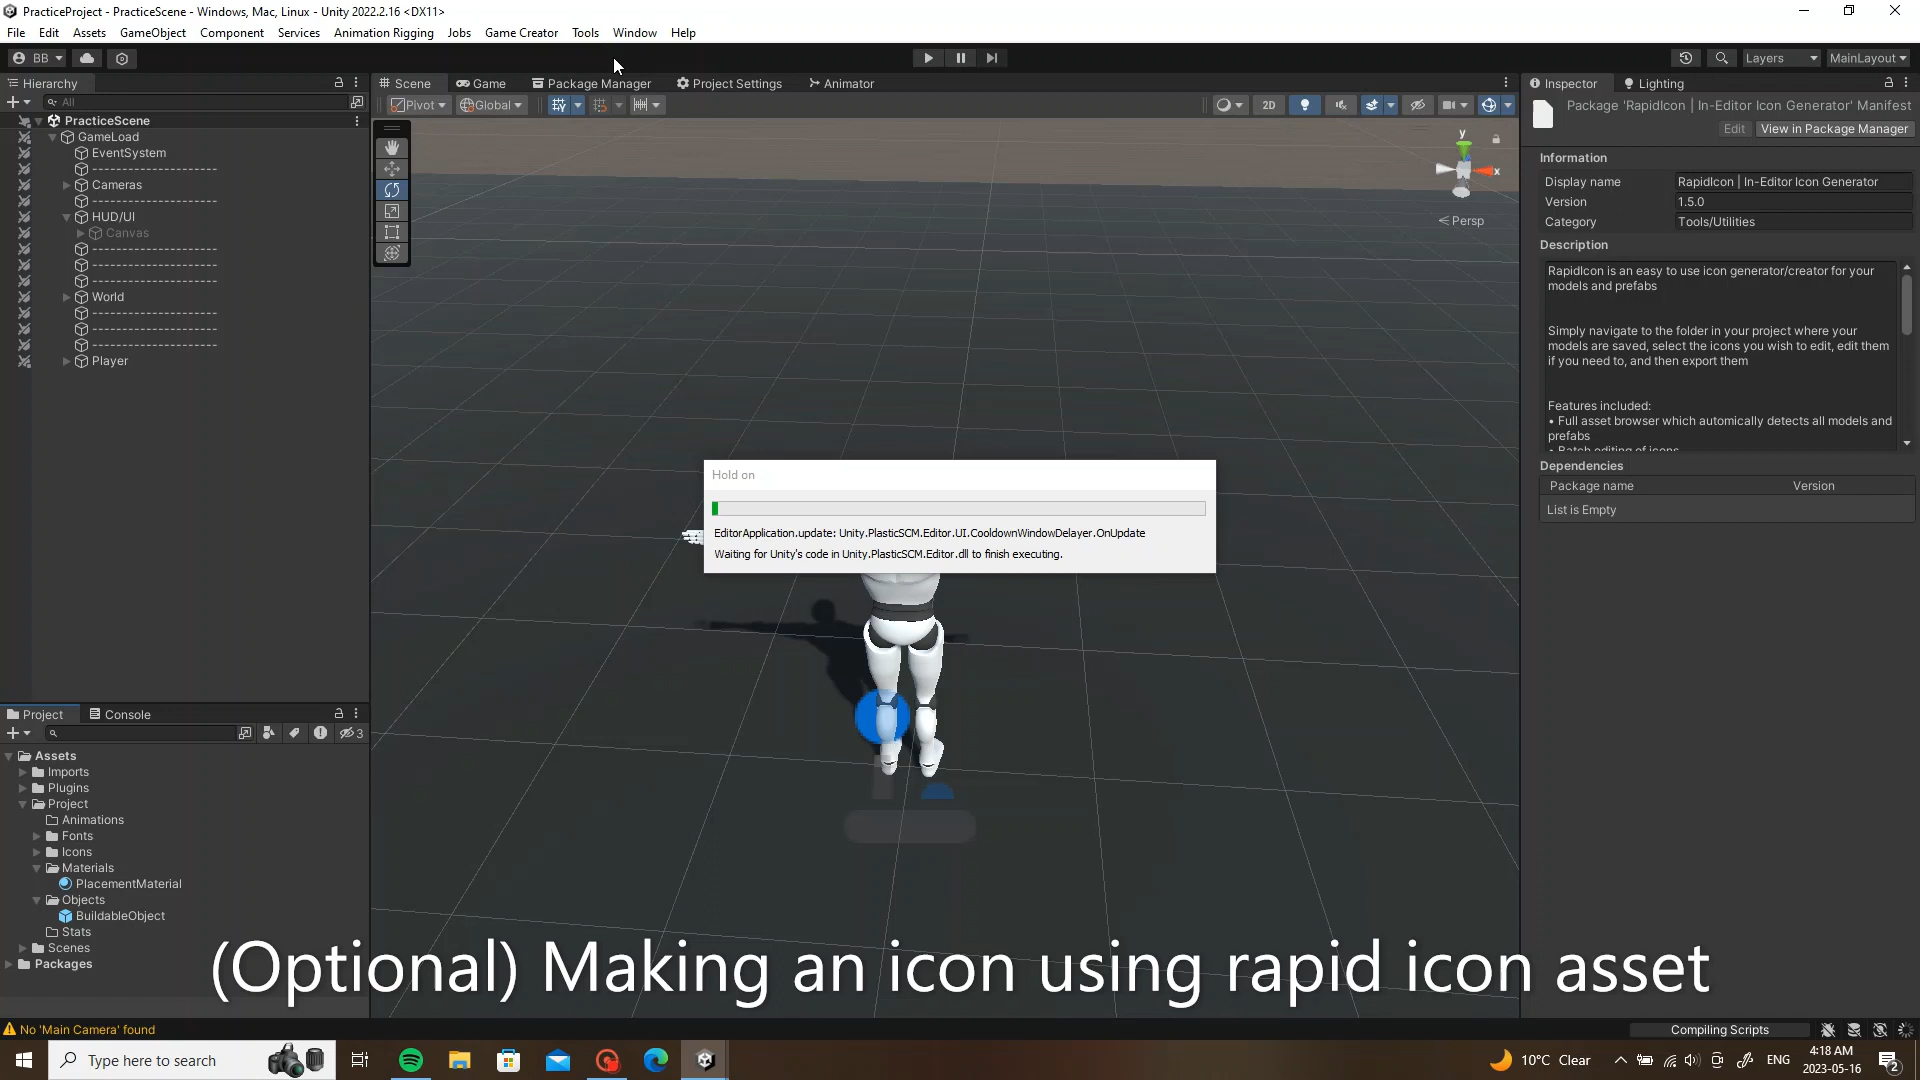 PracticeProject - PracticeScene - Windows, Mac, Linux - Unity 2022.2.16 <DX11>
File Edit Assets GameObject Component Services Animation Rigging Jobs Game Creator Tools Window Help
BB Layers MainLayout
Hierarchy Scene Game Package Manager Project Settings Animator Inspector Lighting
All Pivot Global 2D
Package 'RapidIcon | In-Editor Icon Generator' Manifest
Edit View in Package Manager
PracticeScene
GameLoad
EventSystem
--------------------
Cameras
--------------------
HUD/UI
Canvas
--------------------
--------------------
--------------------
World
--------------------
--------------------
--------------------
Player
y
x
Persp
Information
Display name RapidIcon | In-Editor Icon Generator
Version 1.5.0
Category Tools/Utilities
Description
RapidIcon is an easy to use icon generator/creator for your
models and prefabs
Simply navigate to the folder in your project where your
models are saved, select the icons you wish to edit, edit them
if you need to, and then export them
Features included:
• Full asset browser which automically detects all models and
prefabs
• Batch editing of icons
Dependencies
Package name Version
List is Empty
Hold on
EditorApplication.update: Unity.PlasticSCM.Editor.UI.CooldownWindowDelayer.OnUpdate
Waiting for Unity's code in Unity.PlasticSCM.Editor.dll to finish executing.
Project Console
3
Assets
Imports
Plugins
Project
Animations
Fonts
Icons
Materials
PlacementMaterial
Objects
BuildableObject
Stats
Scenes
Packages
(Optional) Making an icon using rapid icon asset
No 'Main Camera' found
Compiling Scripts
Type here to search
10°C Clear
ENG
4:18 AM
2023-05-16
2